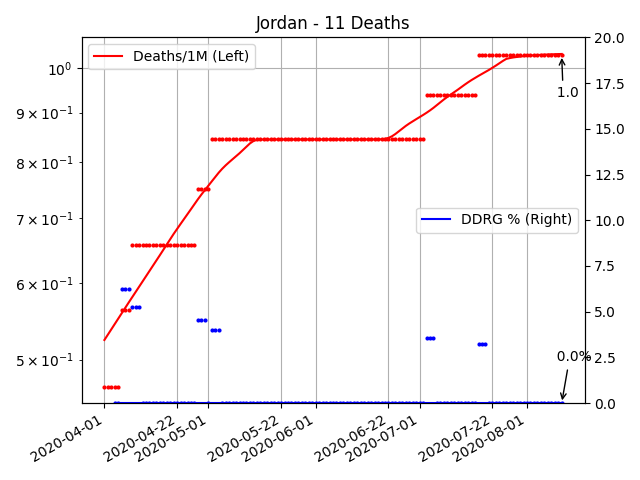 Jordan - 11 Deaths
Deaths/1M (Left)
DDRG % (Right)
1.0
0.0%
10⁰
9 × 10⁻¹
8 × 10⁻¹
7 × 10⁻¹
6 × 10⁻¹
5 × 10⁻¹
20.0
17.5
15.0
12.5
10.0
7.5
5.0
2.5
0.0
2020-04-01
2020-04-22
2020-05-01
2020-05-22
2020-06-01
2020-06-22
2020-07-01
2020-07-22
2020-08-01